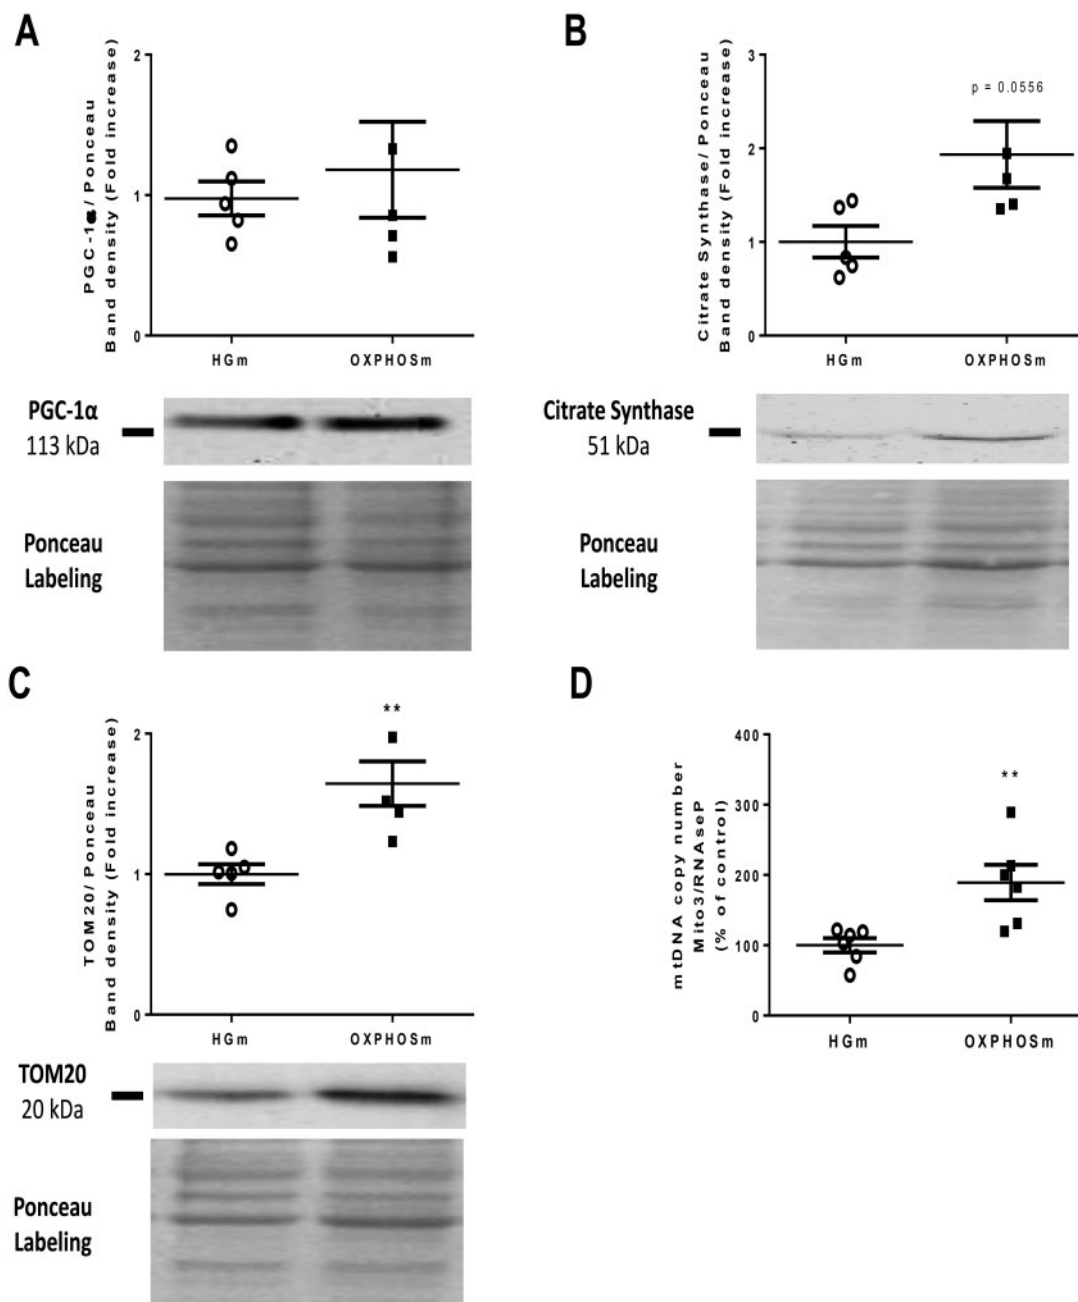 A
PGC-1α/ Ponceau
Band density (Fold increase)
2
1
0
HGm
OXPHOSm
PGC-1α
113 kDa
Ponceau
Labeling
B
Citrate Synthase/ Ponceau
Band density (Fold increase)
3
2
1
0
p = 0.0556
HGm
OXPHOSm
Citrate Synthase
51 kDa
Ponceau
Labeling
C
TOM20/ Ponceau
Band density (Fold increase)
2
1
0
**
HGm
OXPHOSm
TOM20
20 kDa
Ponceau
Labeling
D
mtDNA copy number
Mito3/RNAseP
(% of control)
400
300
200
100
0
**
HGm
OXPHOSm